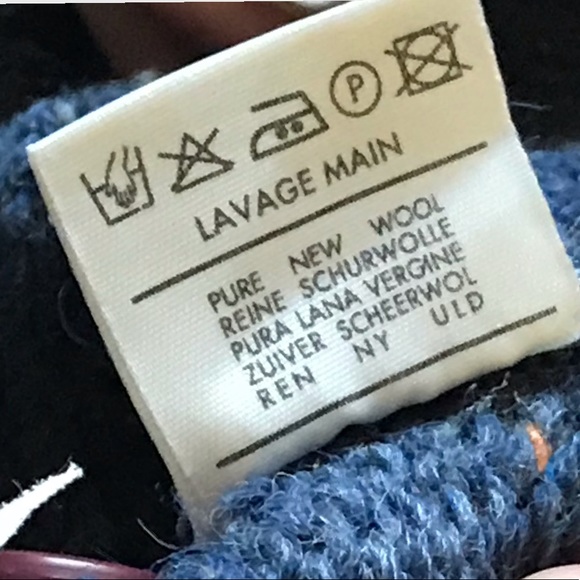 P
LAVAGE MAIN
PURE NEW WOOL
REINE SCHURWOLLE
PURA LANA VERGINE
ZUIVER SCHEERWOL
REN NY ULD